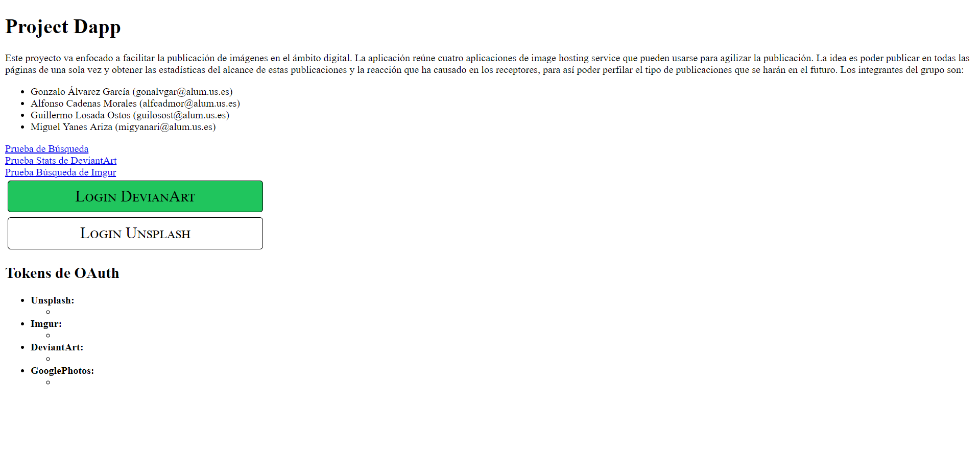 Project Dapp
Este proyecto va enfocado a facilitar la publicación de imágenes en el ámbito digital. La aplicación reúne cuatro aplicaciones de image hosting service que pueden usarse para agilizar la publicación. La idea es poder publicar en todas las
páginas de una sola vez y obtener las estadísticas del alcance de estas publicaciones y la reacción que ha causado en los receptores, para así poder perfilar el tipo de publicaciones que se harán en el futuro. Los integrantes del grupo son:
Gonzalo Álvarez García (gonalvgar@alum.us.es)
Alfonso Cadenas Morales (alfcadmor@alum.us.es)
Guillermo Losada Ostos (guilosost@alum.us.es)
Miguel Yanes Ariza (migyanari@alum.us.es)
Prueba de Búsqueda
Prueba Stats de DeviantArt
Prueba Búsqueda de Imgur
Login DevianArt
Login Unsplash
Tokens de OAuth
Unsplash:
Imgur:
DeviantArt:
GooglePhotos: